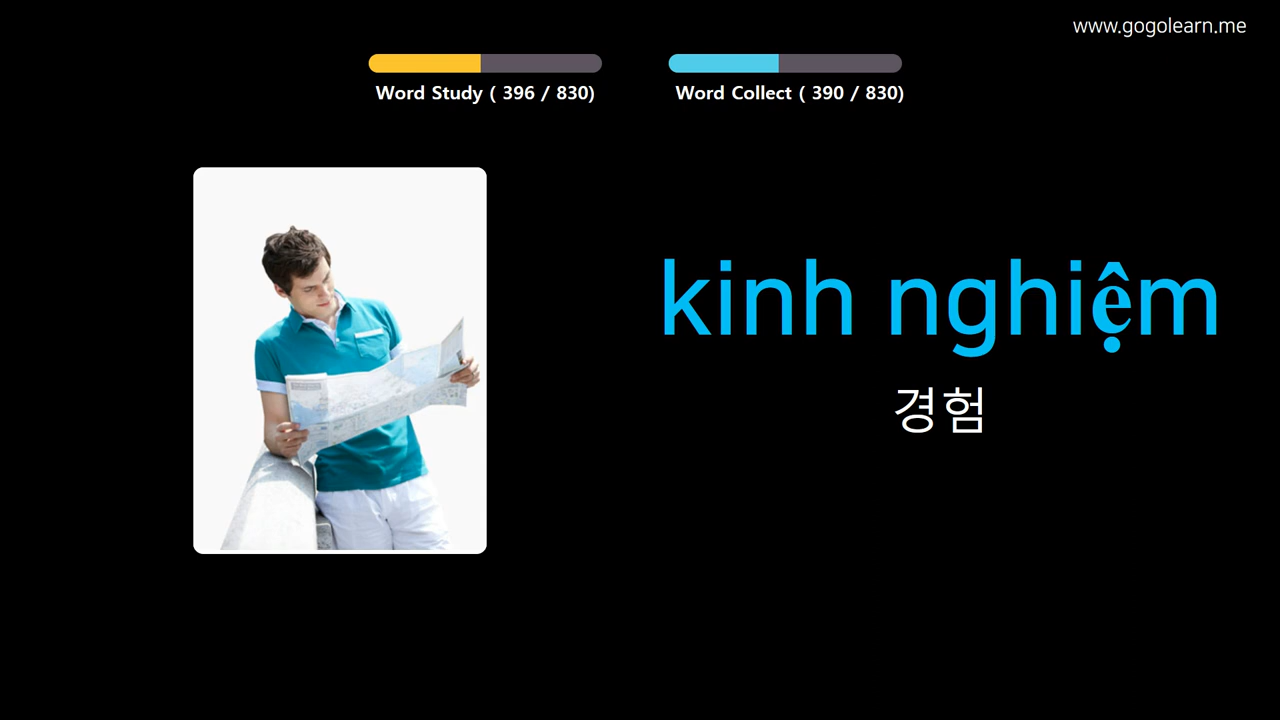 www.gogolearn.me
Word Study ( 396 / 830)
Word Collect ( 390 / 830)
kinh nghiệm
경험